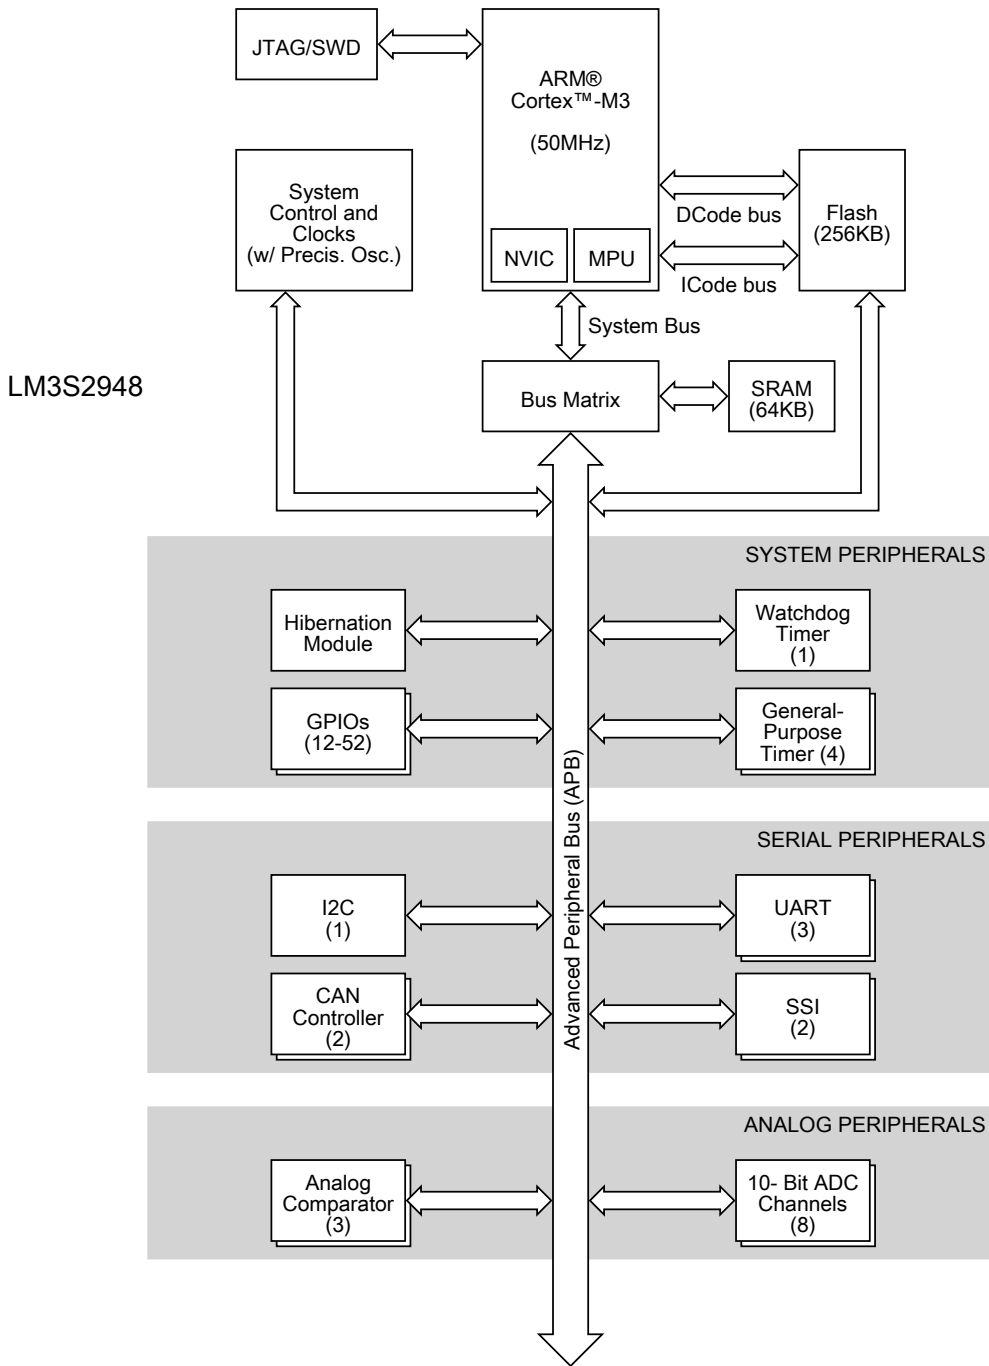 JTAG/SWD
ARM®
Cortex™-M3
(50MHz)
NVIC
MPU
System
Control and
Clocks
(w/ Precis. Osc.)
DCode bus
ICode bus
Flash
(256KB)
System Bus
LM3S2948
Bus Matrix
SRAM
(64KB)
Advanced Peripheral Bus (APB)
SYSTEM PERIPHERALS
Hibernation
Module
Watchdog
Timer
(1)
GPIOs
(12-52)
General-
Purpose
Timer (4)
SERIAL PERIPHERALS
I2C
(1)
UART
(3)
CAN
Controller
(2)
SSI
(2)
ANALOG PERIPHERALS
Analog
Comparator
(3)
10- Bit ADC
Channels
(8)